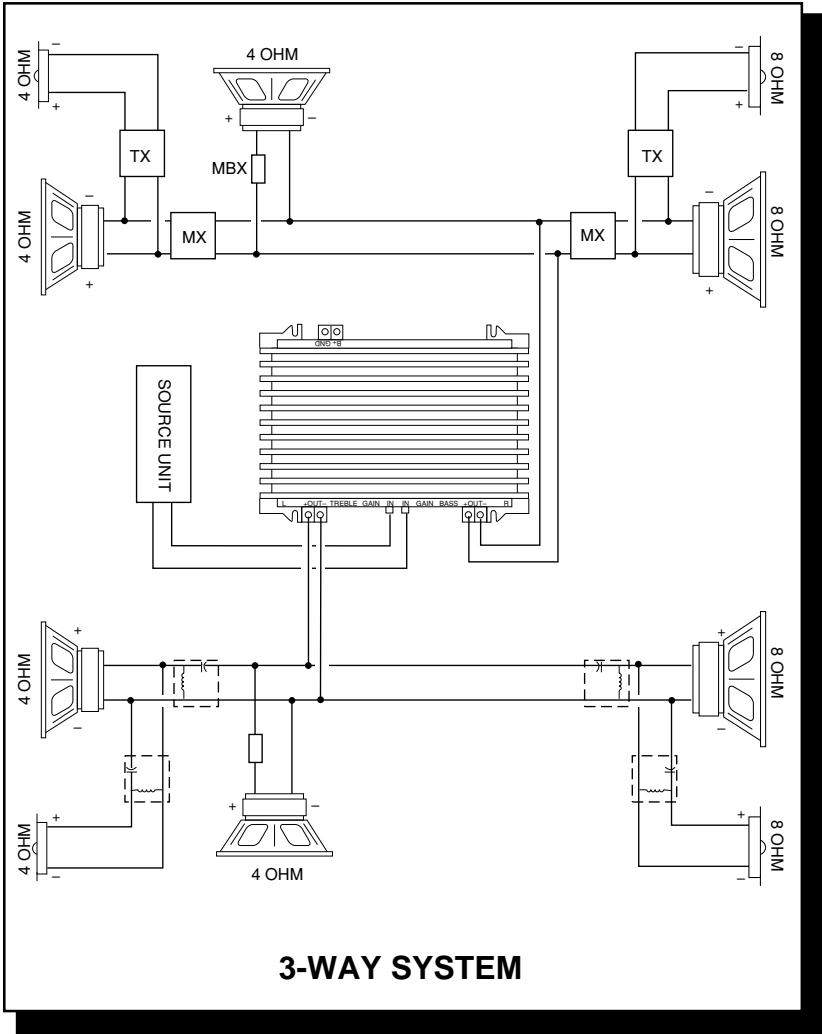 4 OHM
–
+
4 OHM
–
+
8 OHM
TX
+
–
MBX
TX
4 OHM
–
+
MX
MX
–
+
8 OHM
GND B+
SOURCE UNIT
L +OUT– TREBLE GAIN IN IN GAIN BASS +OUT– R
4 OHM
+
–
+
–
8 OHM
4 OHM
+
–
+
–
4 OHM
+
–
8 OHM
3-WAY SYSTEM